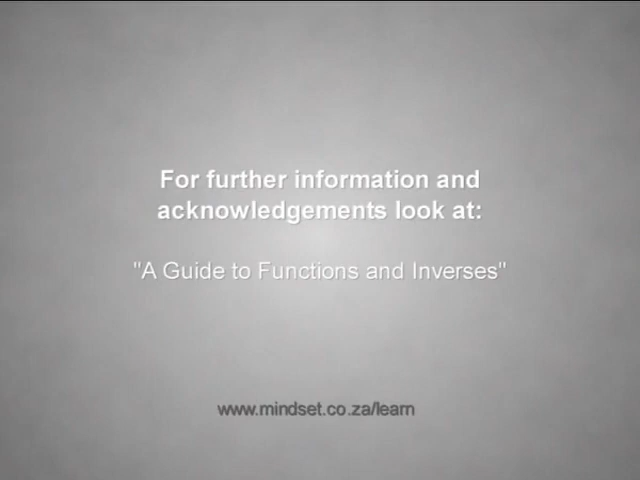 For further information and
acknowledgements look at:
"A Guide to Functions and Inverses"
www.mindset.co.za/learn